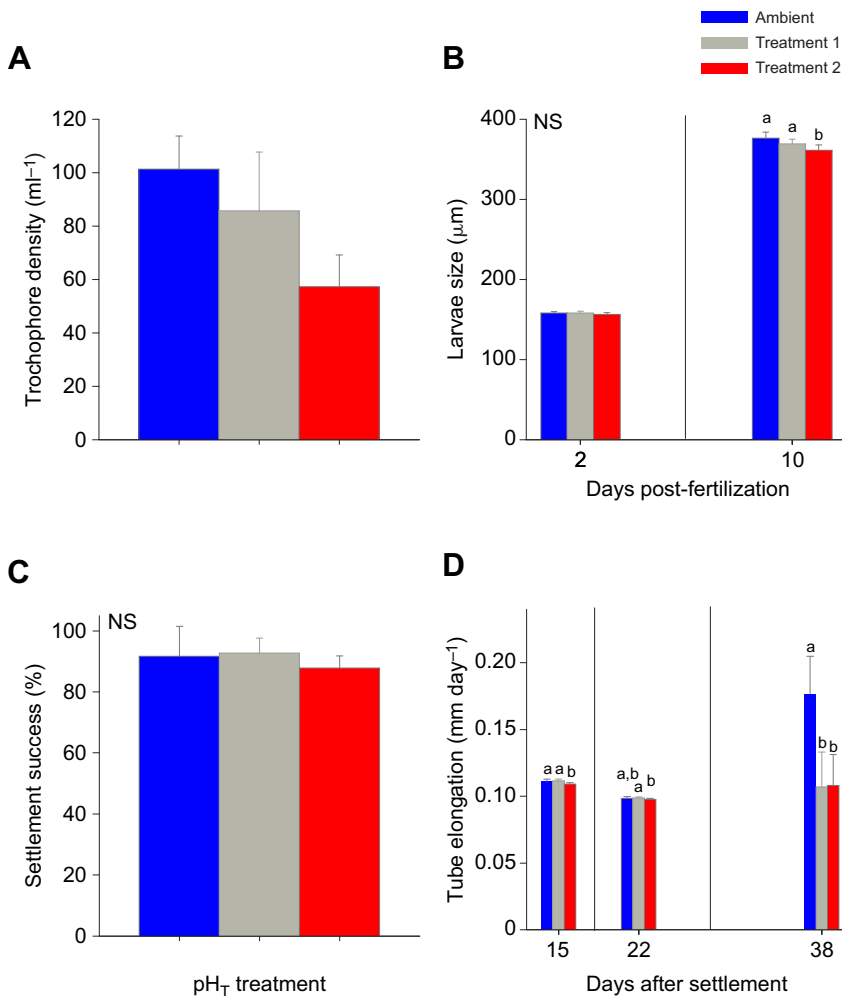 Ambient
Treatment 1
Treatment 2
A
Trochophore density (ml⁻¹)
120
100
80
60
40
20
0
B
NS
Larvae size (μm)
400
300
200
100
0
a
a
b
2
10
Days post-fertilization
C
NS
Settlement success (%)
100
80
60
40
20
0
pH_T treatment
D
Tube elongation (mm day⁻¹)
0.20
0.15
0.10
0.05
0
a a b
a,b
a b
a
b b
15 22 38
Days after settlement